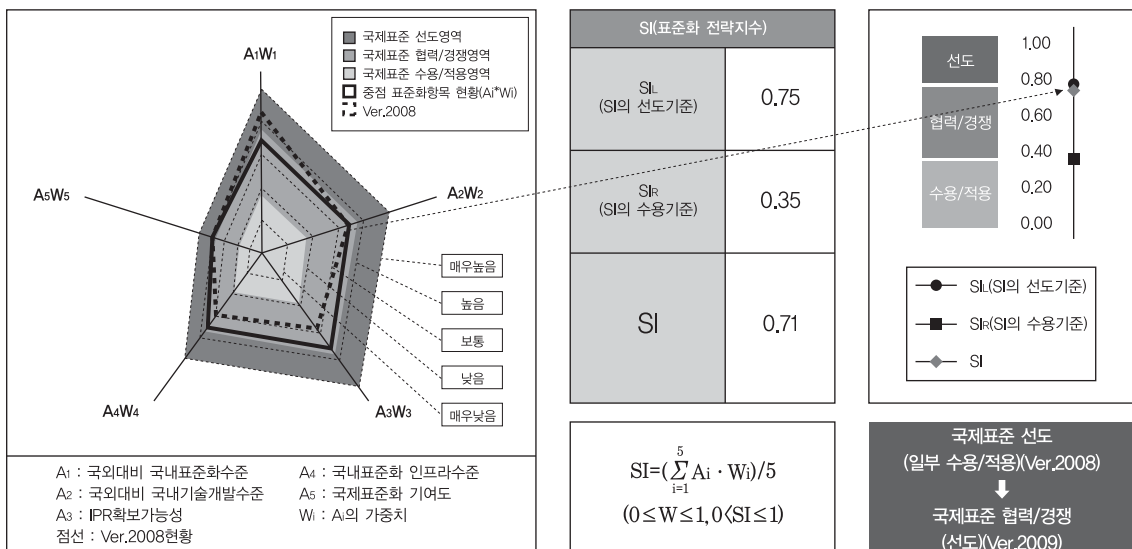 국제표준 선도영역
국제표준 협력/경쟁영역
국제표준 수용/적용영역
중점 표준화항목 현황(Ai*Wi)
Ver.2008
A1W1
A2W2
A3W3
A4W4
A5W5
매우높음
높음
보통
낮음
매우낮음
A1 : 국외대비 국내표준화수준
A2 : 국외대비 국내기술개발수준
A3 : IPR확보가능성
점선 : Ver.2008현황
A4 : 국내표준화 인프라수준
A5 : 국제표준화 기여도
Wi : Ai의 가중치
SI(표준화 전략지수)
SIL
(SI의 선도기준)
0.75
SIR
(SI의 수용기준)
0.35
SI
0.71
SI=(5∑i=1 Ai · Wi)/5
(0≤W≤1, 0<SI≤1)
선도
협력/경쟁
수용/적용
1.00
0.80
0.60
0.40
0.20
0.00
SIL(SI의 선도기준)
SIR(SI의 수용기준)
SI
국제표준 선도
(일부 수용/적용)(Ver.2008)
국제표준 협력/경쟁
(선도)(Ver.2009)